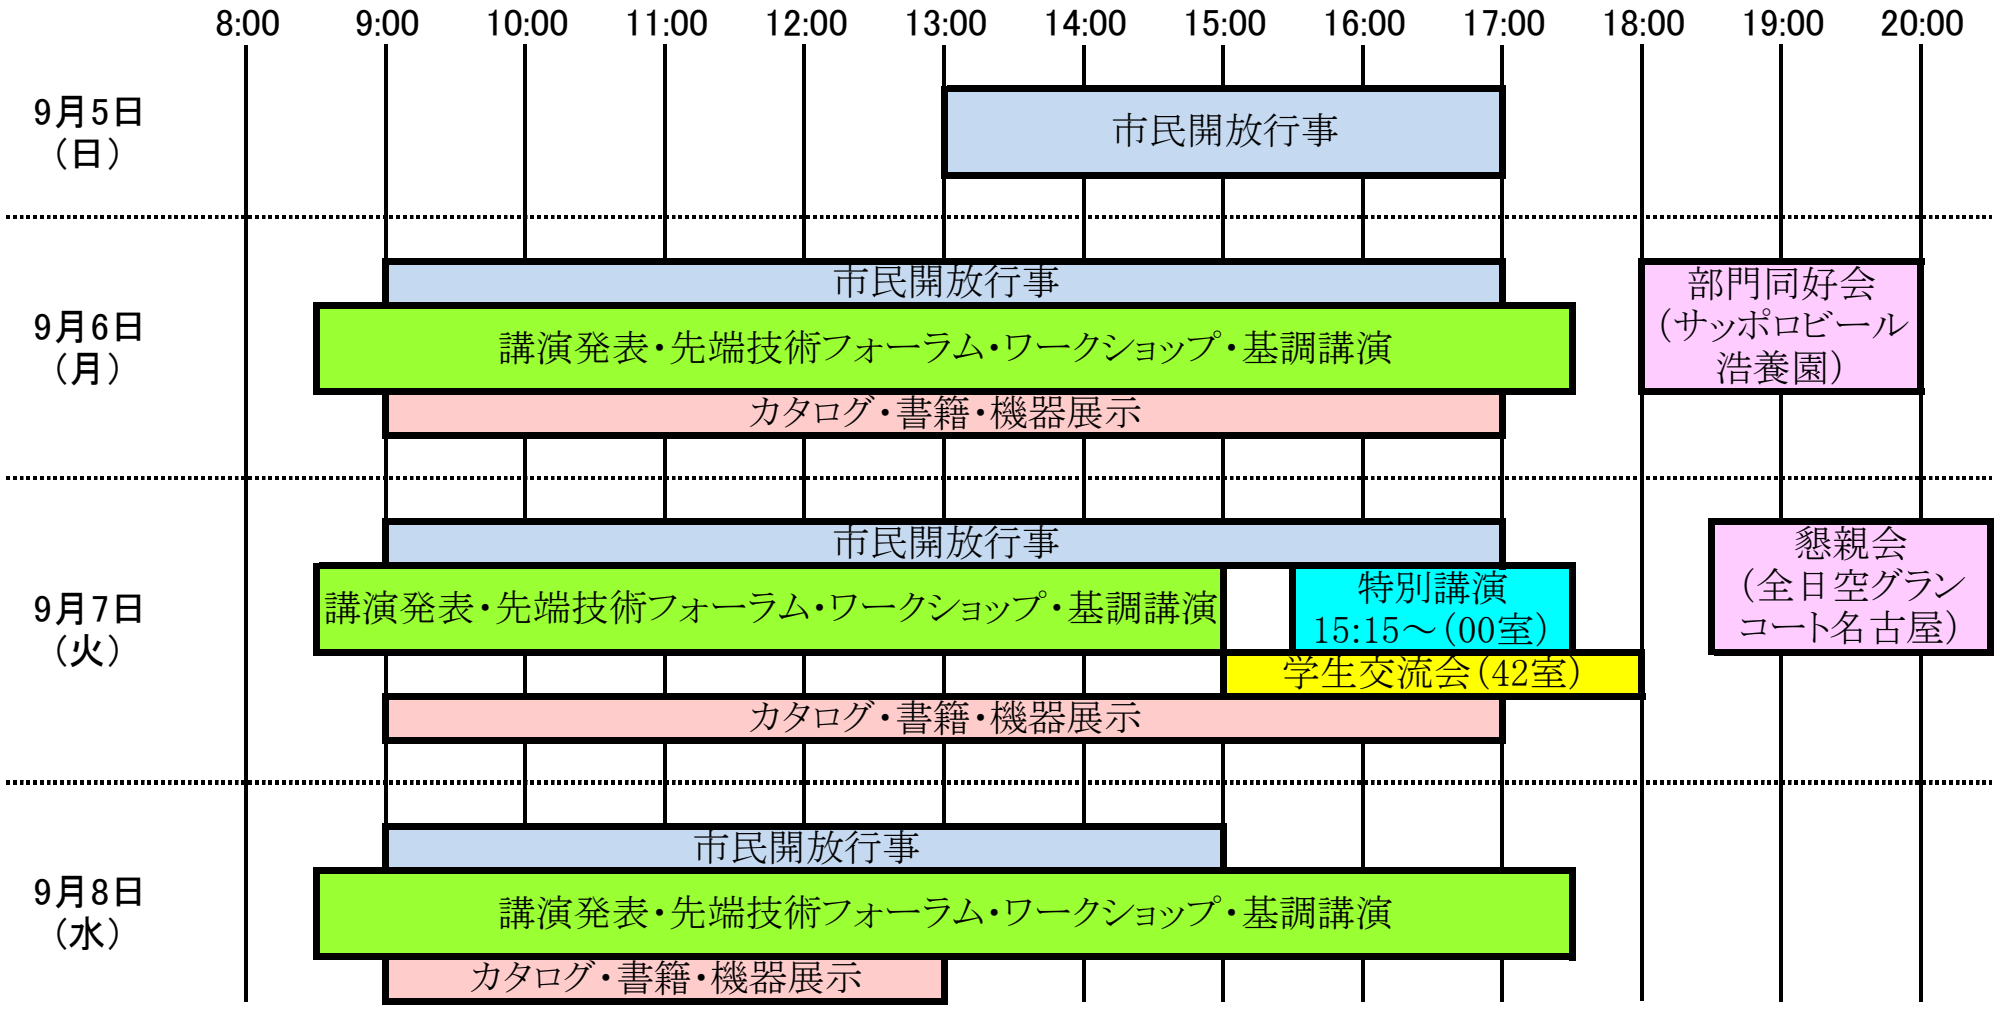 8:00 9:00 10:00 11:00 12:00 13:00 14:00 15:00 16:00 17:00 18:00 19:00 20:00
9月5日
（日）
市民開放行事
9月6日
（月）
市民開放行事
講演発表・先端技術フォーラム・ワークショップ・基調講演
カタログ・書籍・機器展示
部門同好会
（サッポロビール
浩養園）
9月7日
（火）
市民開放行事
講演発表・先端技術フォーラム・ワークショップ・基調講演
特別講演
15:15～（00室）
学生交流会（42室）
カタログ・書籍・機器展示
懇親会
（全日空グラン
コート名古屋）
9月8日
（水）
市民開放行事
講演発表・先端技術フォーラム・ワークショップ・基調講演
カタログ・書籍・機器展示